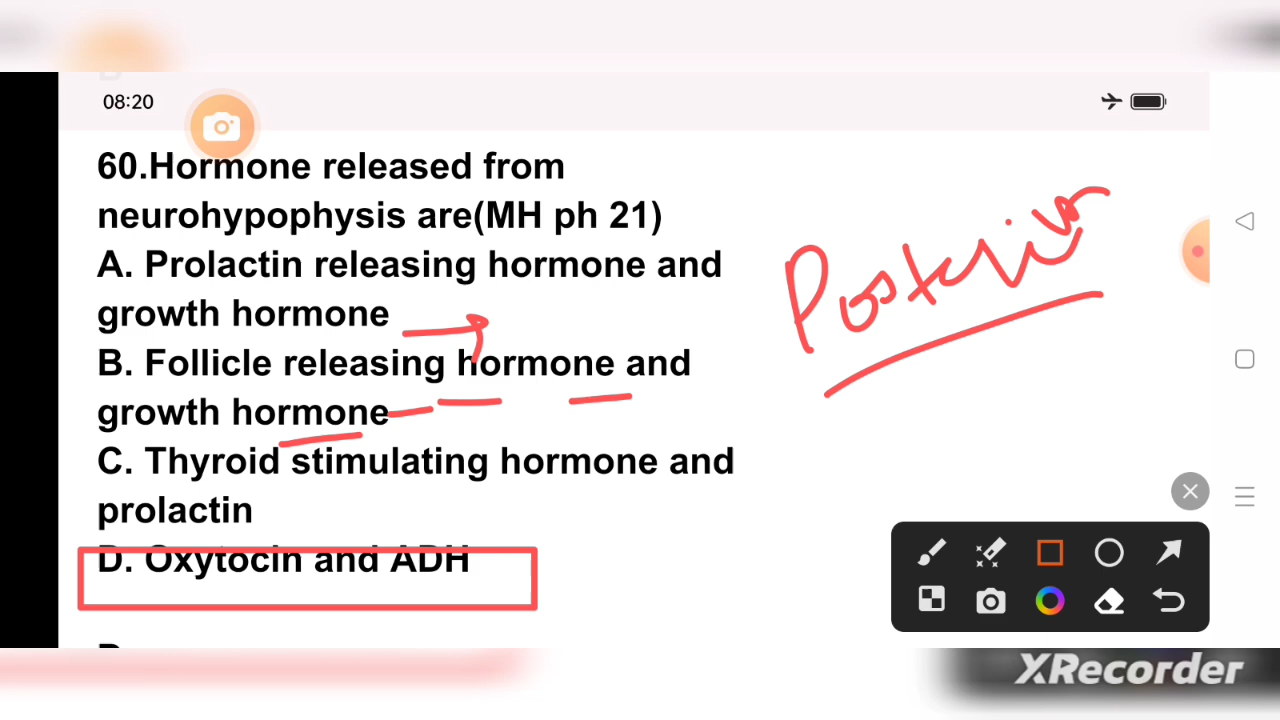 08:20
60.Hormone released from
neurohypophysis are(MH ph 21)
A. Prolactin releasing hormone and
growth hormone
B. Follicle releasing hormone and
growth hormone
C. Thyroid stimulating hormone and
prolactin
D. Oxytocin and ADH
Posterior
XRecorder